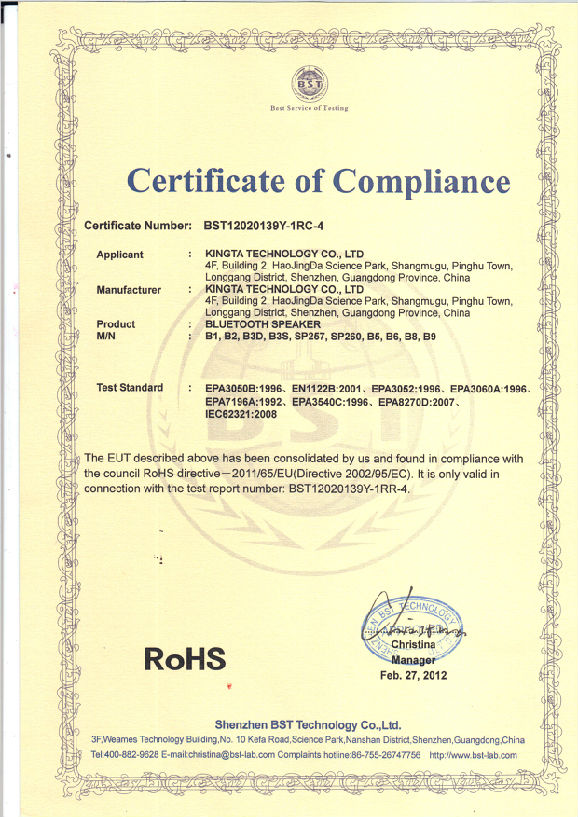 BST
Best Service of Testing
Certificate of Compliance
Certificate Number: BST12020139Y-1RC-4
Applicant : KINGTA TECHNOLOGY CO., LTD
4F, Building 2, HaoJingDa Science Park, Shangmugu, Pinghu Town,
Longgang District, Shenzhen, Guangdong Province, China
Manufacturer : KINGTA TECHNOLOGY CO., LTD
4F, Building 2, HaoJingDa Science Park, Shangmugu, Pinghu Town,
Longgang District, Shenzhen, Guangdong Province, China
Product : BLUETOOTH SPEAKER
M/N : B1, B2, B3D, B3S, SP257, SP260, B5, B6, B8, B9
Test Standard : EPA3050B:1996、EN1122B:2001、EPA3052:1996、EPA3060A:1996、
EPA7196A:1992、EPA3540C:1996、EPA8270D:2007、
IEC62321:2008
BST
The EUT described above has been consolidated by us and found in compliance with
the council RoHS directive—2011/65/EU(Directive 2002/95/EC). It is only valid in
connection with the test report number: BST12020139Y-1RR-4.
BST TECHNOLOGY
RoHS
Christina
Manager
Feb. 27, 2012
Shenzhen BST Technology Co.,Ltd.
3F,Weames Technology Building,No. 10 Kefa Road,Science Park,Nanshan District,Shenzhen,Guangdong,China
Tel:400-882-9628 E-mail:christina@bst-lab.com Complaints hotline:86-755-26747756 http://www.bst-lab.com